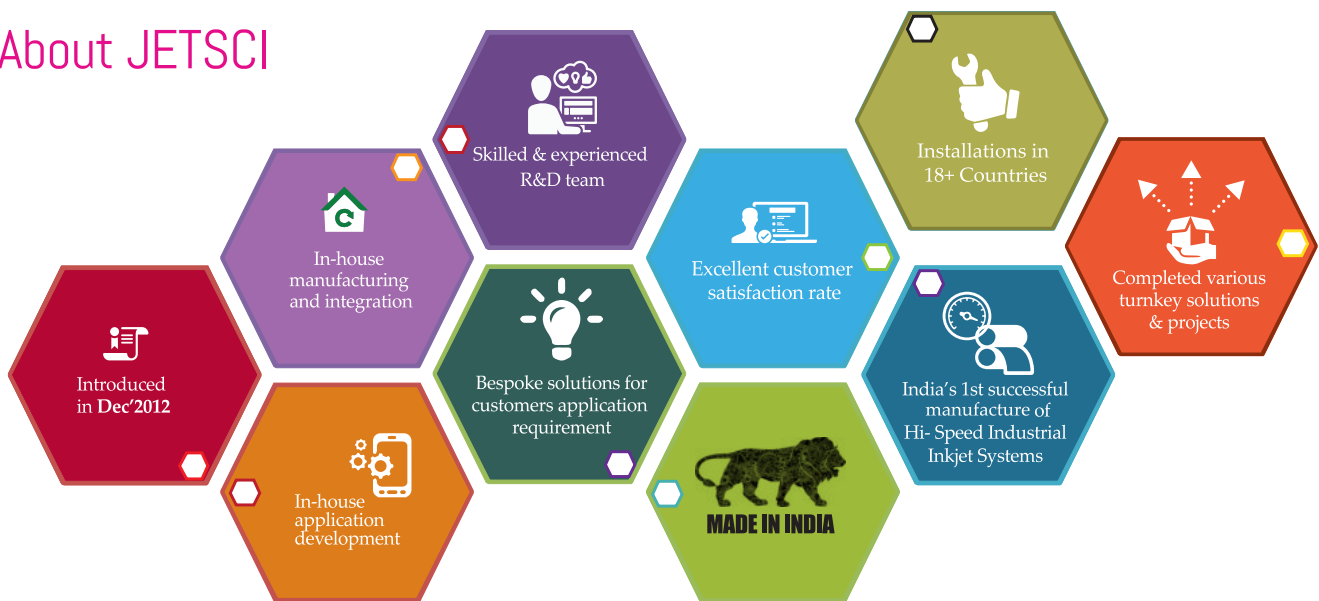 About JETSCI
Skilled & experienced
R&D team
Installations in
18+ Countries
In-house
manufacturing
and integration
Excellent customer
satisfaction rate
Completed various
turnkey solutions
& projects
Introduced
in Dec'2012
Bespoke solutions for
customers application
requirement
India's 1st successful
manufacture of
Hi- Speed Industrial
Inkjet Systems
In-house
application
development
MADE IN INDIA